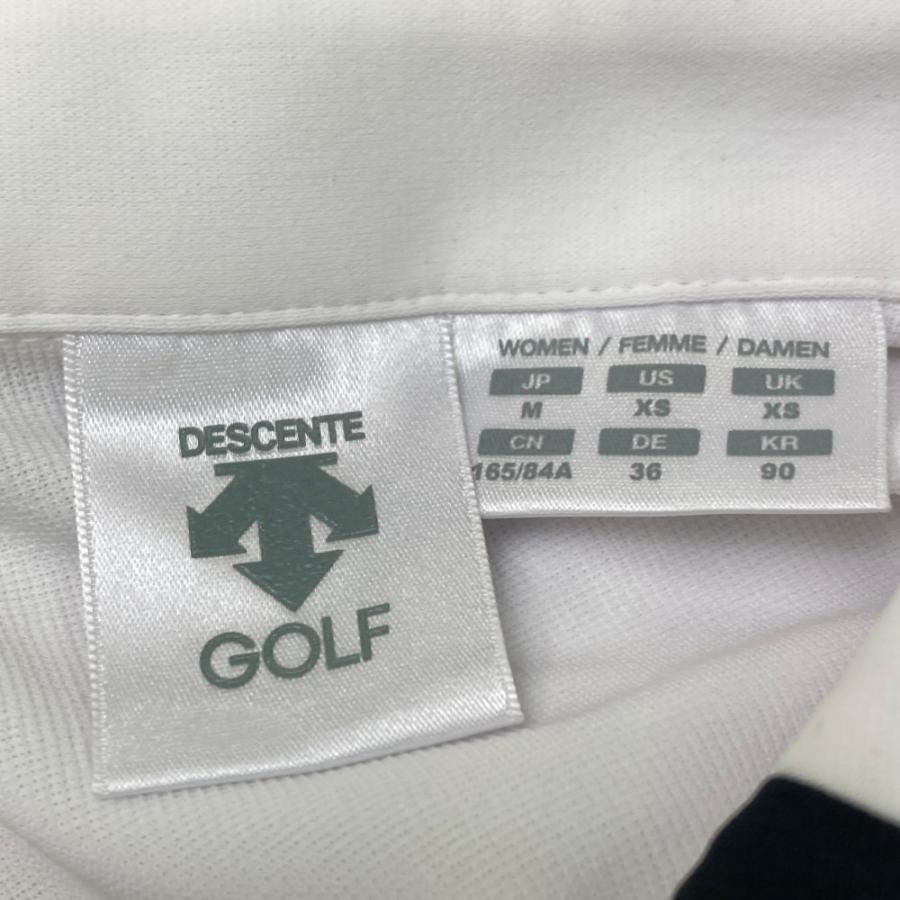 DESCENTE
GOLF
WOMEN / FEMME / DAMEN
JP US UK
M XS XS
CN DE KR
165/84A 36 90